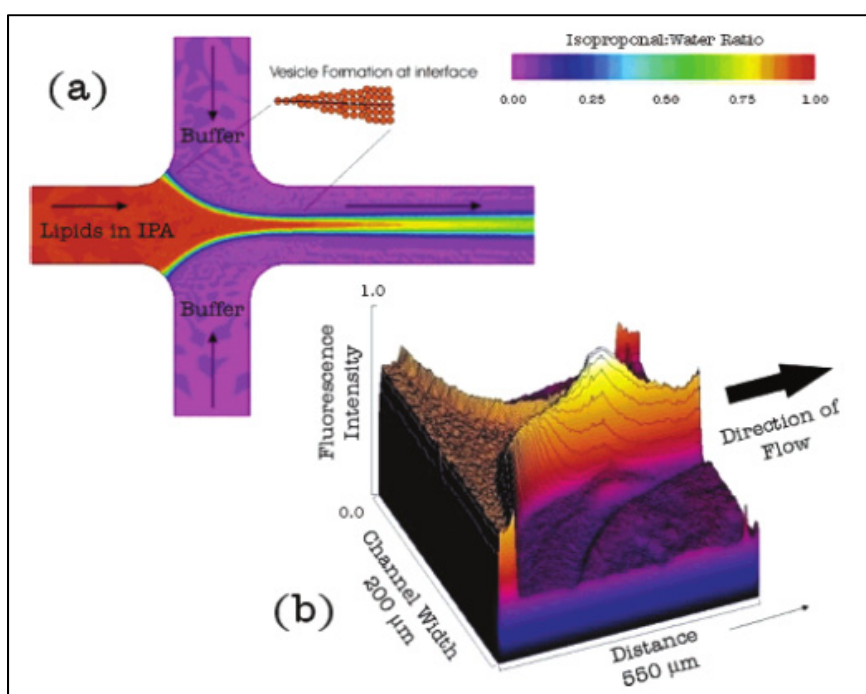 (a)
Isoproponal:Water Ratio
0.00 0.25 0.50 0.75 1.00
Vesicle Formation at interface
Buffer
Lipids in IPA
Buffer
1.0
Fluorescence
Intensity
0.0
Direction of
Flow
Channel Width
200 µm
(b)
Distance
550 µm